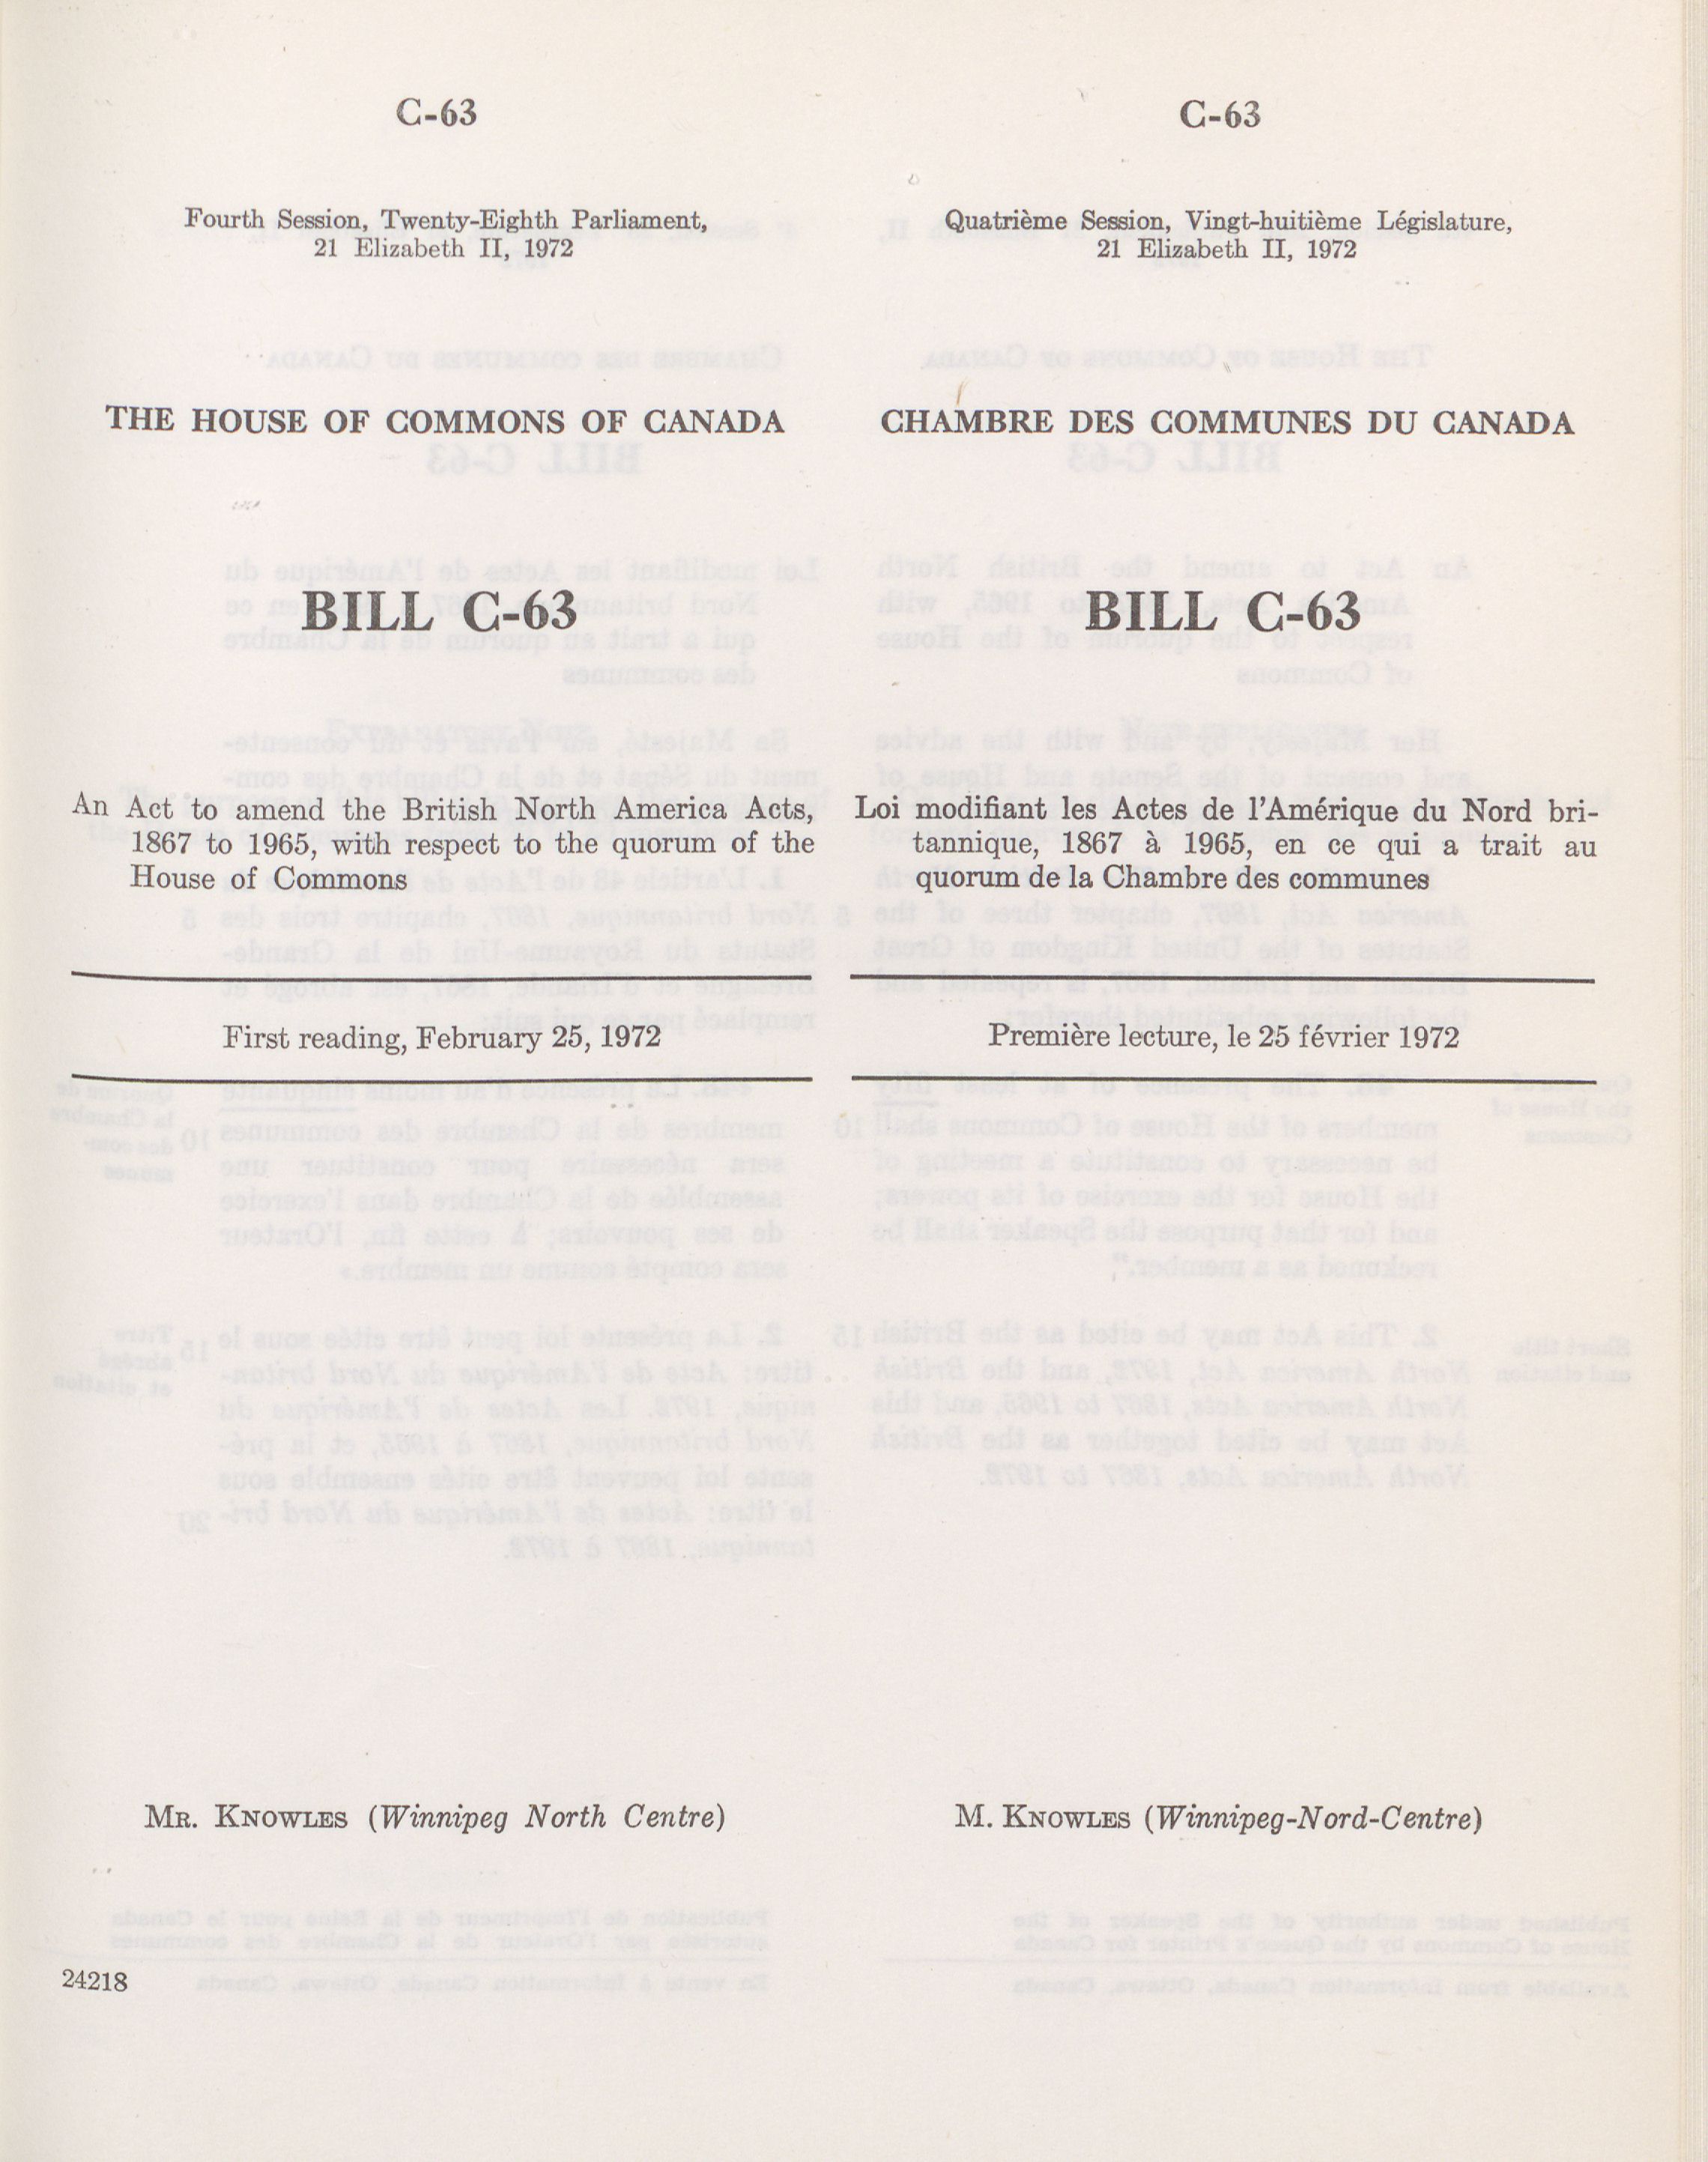 C-63
Fourth Session, Twenty-Eighth Parliament,
21 Elizabeth II, 1972
THE HOUSE OF COMMONS OF CANADA
BILL C-63
An Act to amend the British North America Acts,
1867 to 1965, with respect to the quorum of the
House of Commons
First reading, February 25, 1972
MR. KNOWLES (Winnipeg North Centre)
24218
C-63
Quatrième Session, Vingt-huitième Législature,
21 Elizabeth II, 1972
CHAMBRE DES COMMUNES DU CANADA
BILL C-63
Loi modifiant les Actes de l'Amérique du Nord bri-
tannique, 1867 à 1965, en ce qui a trait au
quorum de la Chambre des communes
Première lecture, le 25 février 1972
M. KNOWLES (Winnipeg-Nord-Centre)